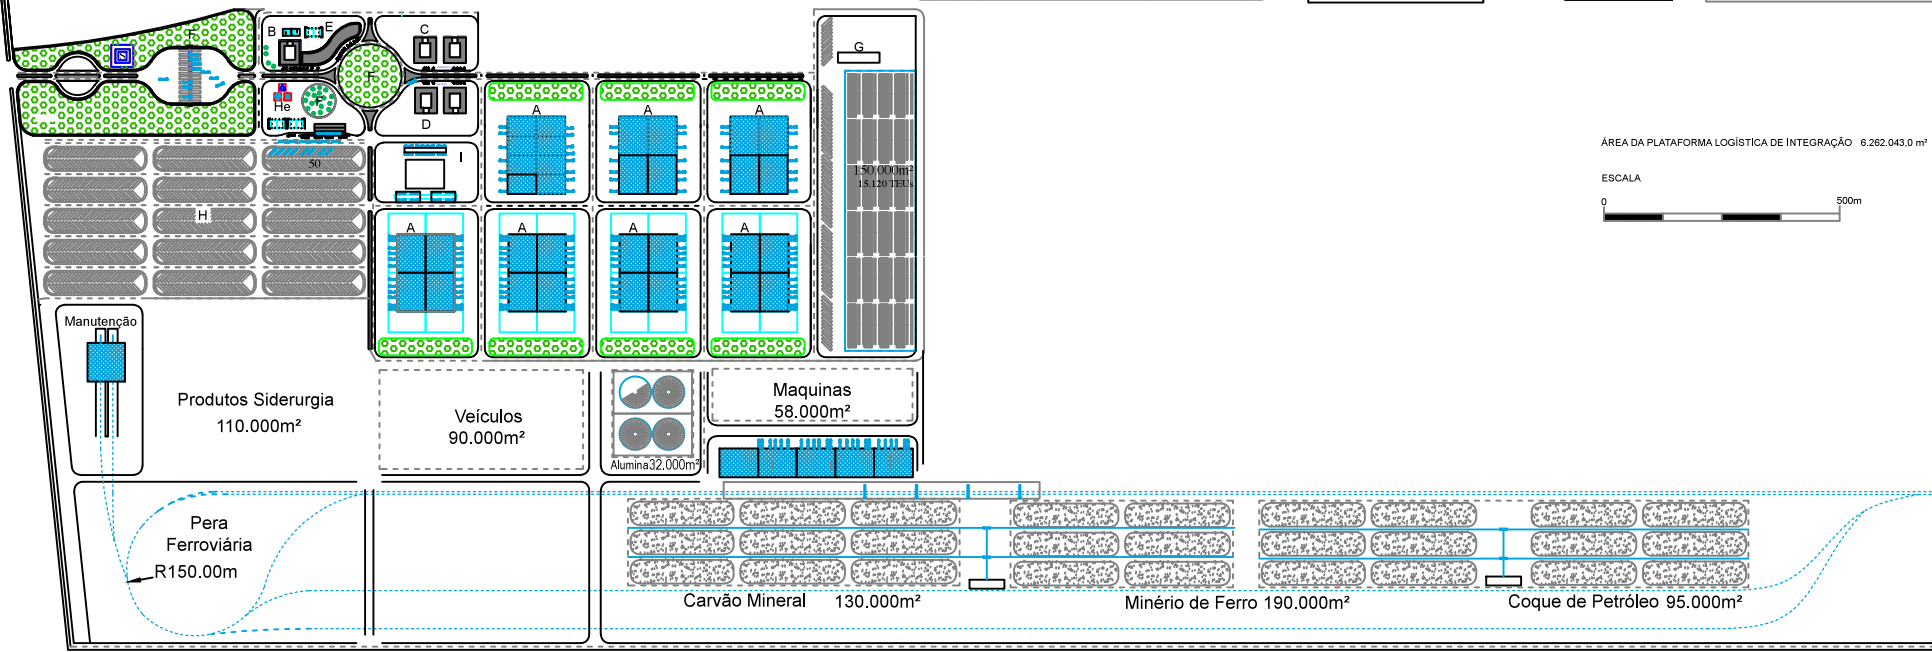 F
B
E
C
G
F
He
F
D
A
A
A
I
50
H
150.000m²
15.120 TEUs
A
A
A
A
ÁREA DA PLATAFORMA LOGÍSTICA DE INTEGRAÇÃO 6.262.043,0 m²
ESCALA
0 500m
Manutenção
Produtos Siderurgia
110.000m²
Veículos
90.000m²
Alumina32.000m²
Maquinas
58.000m²
Pera
Ferroviária
R150.00m
Carvão Mineral 130.000m²
Minério de Ferro 190.000m²
Coque de Petróleo 95.000m²